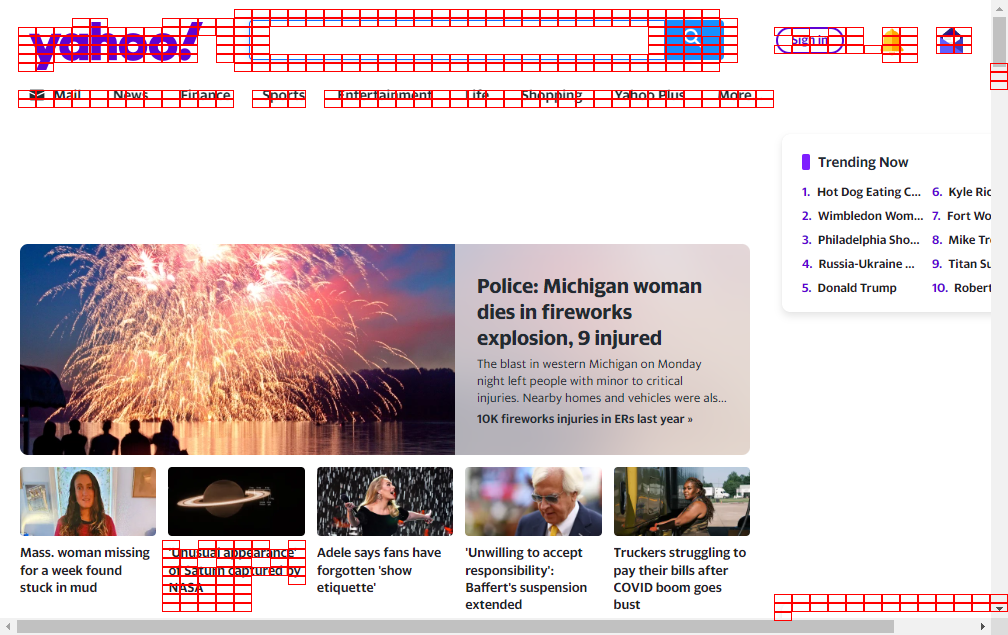 yahoo!
Sign in
Mail News Finance Sports Entertainment Life Shopping Yahoo Plus More
Trending Now
1. Hot Dog Eating C... 6. Kyle Ric
2. Wimbledon Wom... 7. Fort Wo
3. Philadelphia Sho... 8. Mike Tr
4. Russia-Ukraine ... 9. Titan Su
5. Donald Trump 10. Robert
Police: Michigan woman
dies in fireworks
explosion, 9 injured
The blast in western Michigan on Monday
night left people with minor to critical
injuries. Nearby homes and vehicles were als...
10K fireworks injuries in ERs last year »
Mass. woman missing
for a week found
stuck in mud
'Unusual appearance'
of Saturn captured by
NASA
Adele says fans have
forgotten 'show
etiquette'
'Unwilling to accept
responsibility':
Baffert's suspension
extended
Truckers struggling to
pay their bills after
COVID boom goes
bust